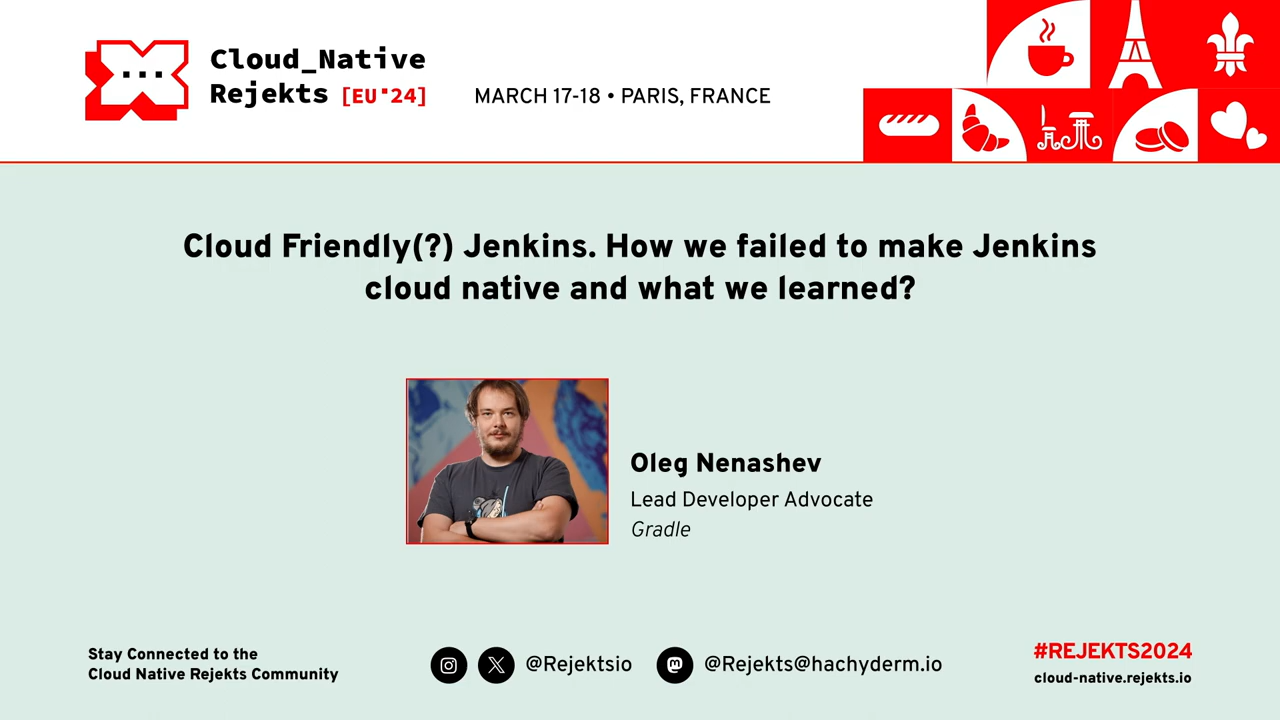 Cloud_Native
Rejekts [EU'24]
MARCH 17-18 • PARIS, FRANCE
Cloud Friendly(?) Jenkins. How we failed to make Jenkins
cloud native and what we learned?
Oleg Nenashev
Lead Developer Advocate
Gradle
Stay Connected to the
Cloud Native Rejekts Community
@Rejektsio
@Rejekts@hachyderm.io
#REJEKTS2024
cloud-native.rejekts.io